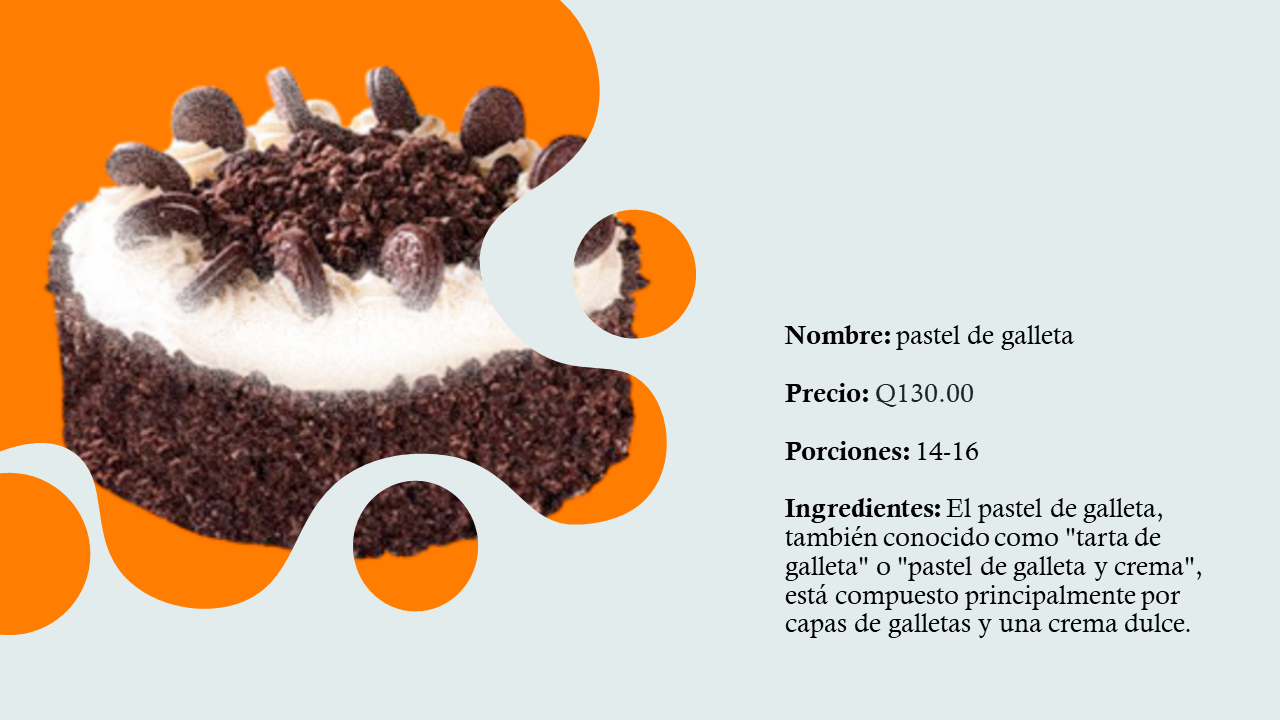 Nombre: pastel de galleta
Precio: Q130.00
Porciones: 14-16
Ingredientes: El pastel de galleta,
también conocido como "tarta de
galleta" o "pastel de galleta y crema",
está compuesto principalmente por
capas de galletas y una crema dulce.